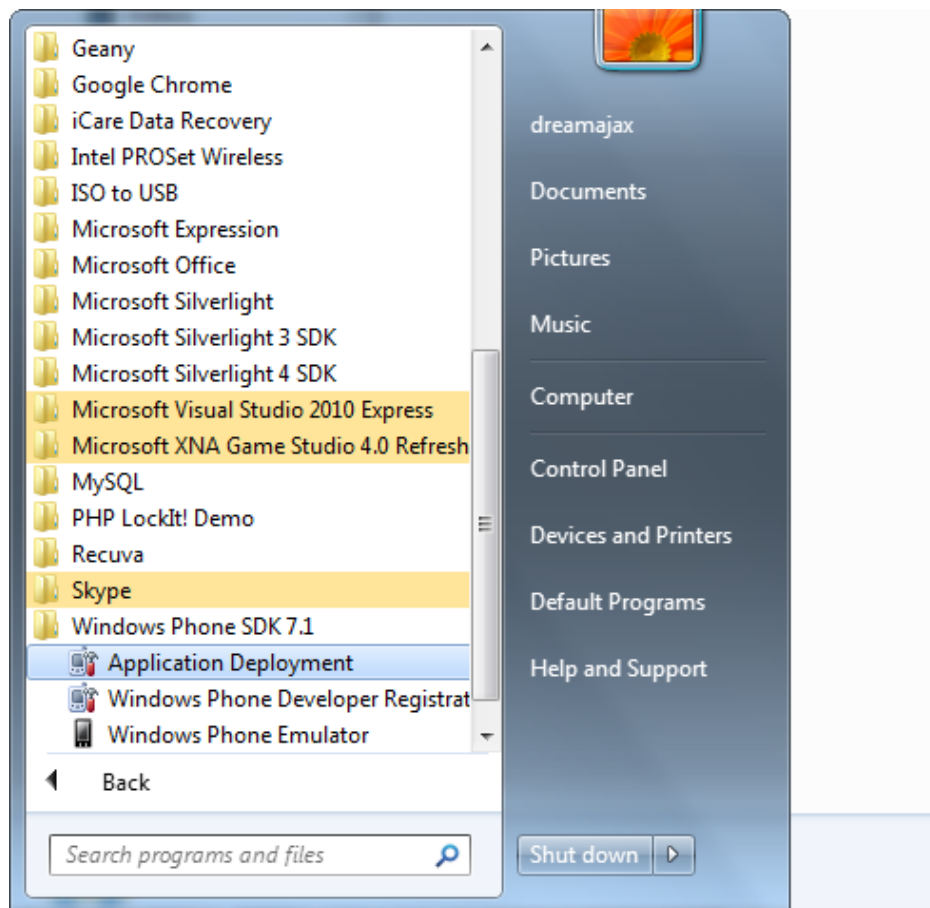 Geany
Google Chrome
iCare Data Recovery
Intel PROSet Wireless
ISO to USB
Microsoft Expression
Microsoft Office
Microsoft Silverlight
Microsoft Silverlight 3 SDK
Microsoft Silverlight 4 SDK
Microsoft Visual Studio 2010 Express
Microsoft XNA Game Studio 4.0 Refresh
MySQL
PHP LockIt! Demo
Recuva
Skype
Windows Phone SDK 7.1
Application Deployment
Windows Phone Developer Registrat
Windows Phone Emulator
Back
Search programs and files
dreamajax
Documents
Pictures
Music
Computer
Control Panel
Devices and Printers
Default Programs
Help and Support
Shut down